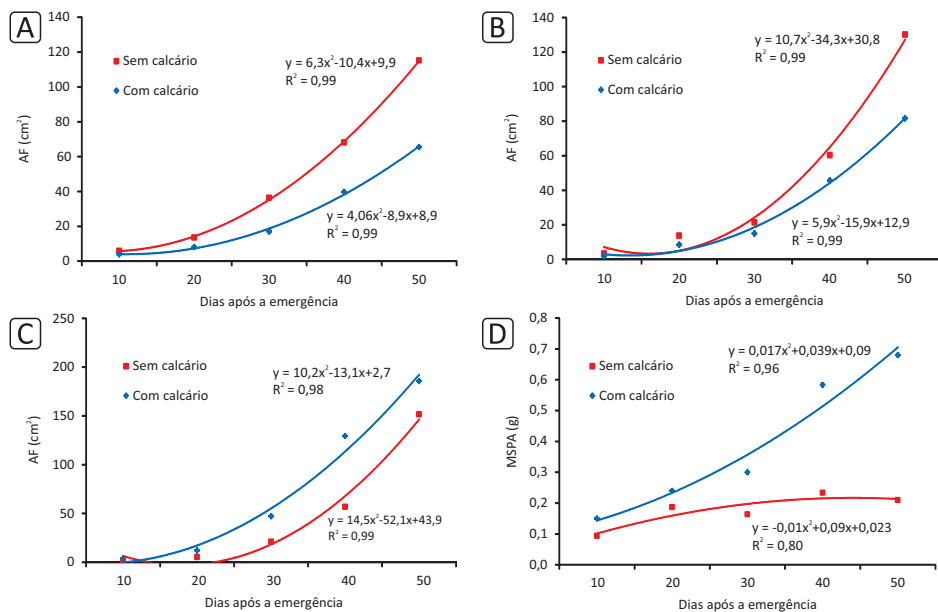 A
140
120
100
80
60
40
20
0
AF (cm²)
Sem calcário
Com calcário
y = 6,3x²-10,4x+9,9
R² = 0,99
y = 4,06x²-8,9x+8,9
R² = 0,99
10 20 30 40 50
Dias após a emergência
B
140
120
100
80
60
40
20
0
AF (cm²)
Sem calcário
Com calcário
y = 10,7x²-34,3x+30,8
R² = 0,99
y = 5,9x²-15,9x+12,9
R² = 0,99
10 20 30 40 50
Dias após a emergência
C
250
200
150
100
50
0
AF (cm²)
Sem calcário
Com calcário
y = 10,2x²-13,1x+2,7
R² = 0,98
y = 14,5x²-52,1x+43,9
R² = 0,99
10 20 30 40 50
Dias após a emergência
D
0,8
0,7
0,6
0,5
0,4
0,3
0,2
0,1
0,0
MSPA (g)
Sem calcário
Com calcário
y = 0,017x²+0,039x+0,09
R² = 0,96
y = -0,01x²+0,09x+0,023
R² = 0,80
10 20 30 40 50
Dias após a emergência